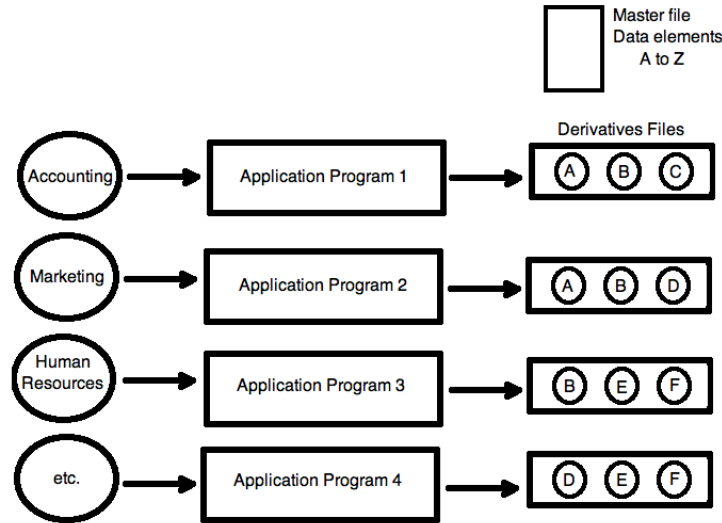 Master file
Data elements
A to Z
Derivatives Files
Accounting
Application Program 1
A B C
Marketing
Application Program 2
A B D
Human
Resources
Application Program 3
B E F
etc.
Application Program 4
D E F